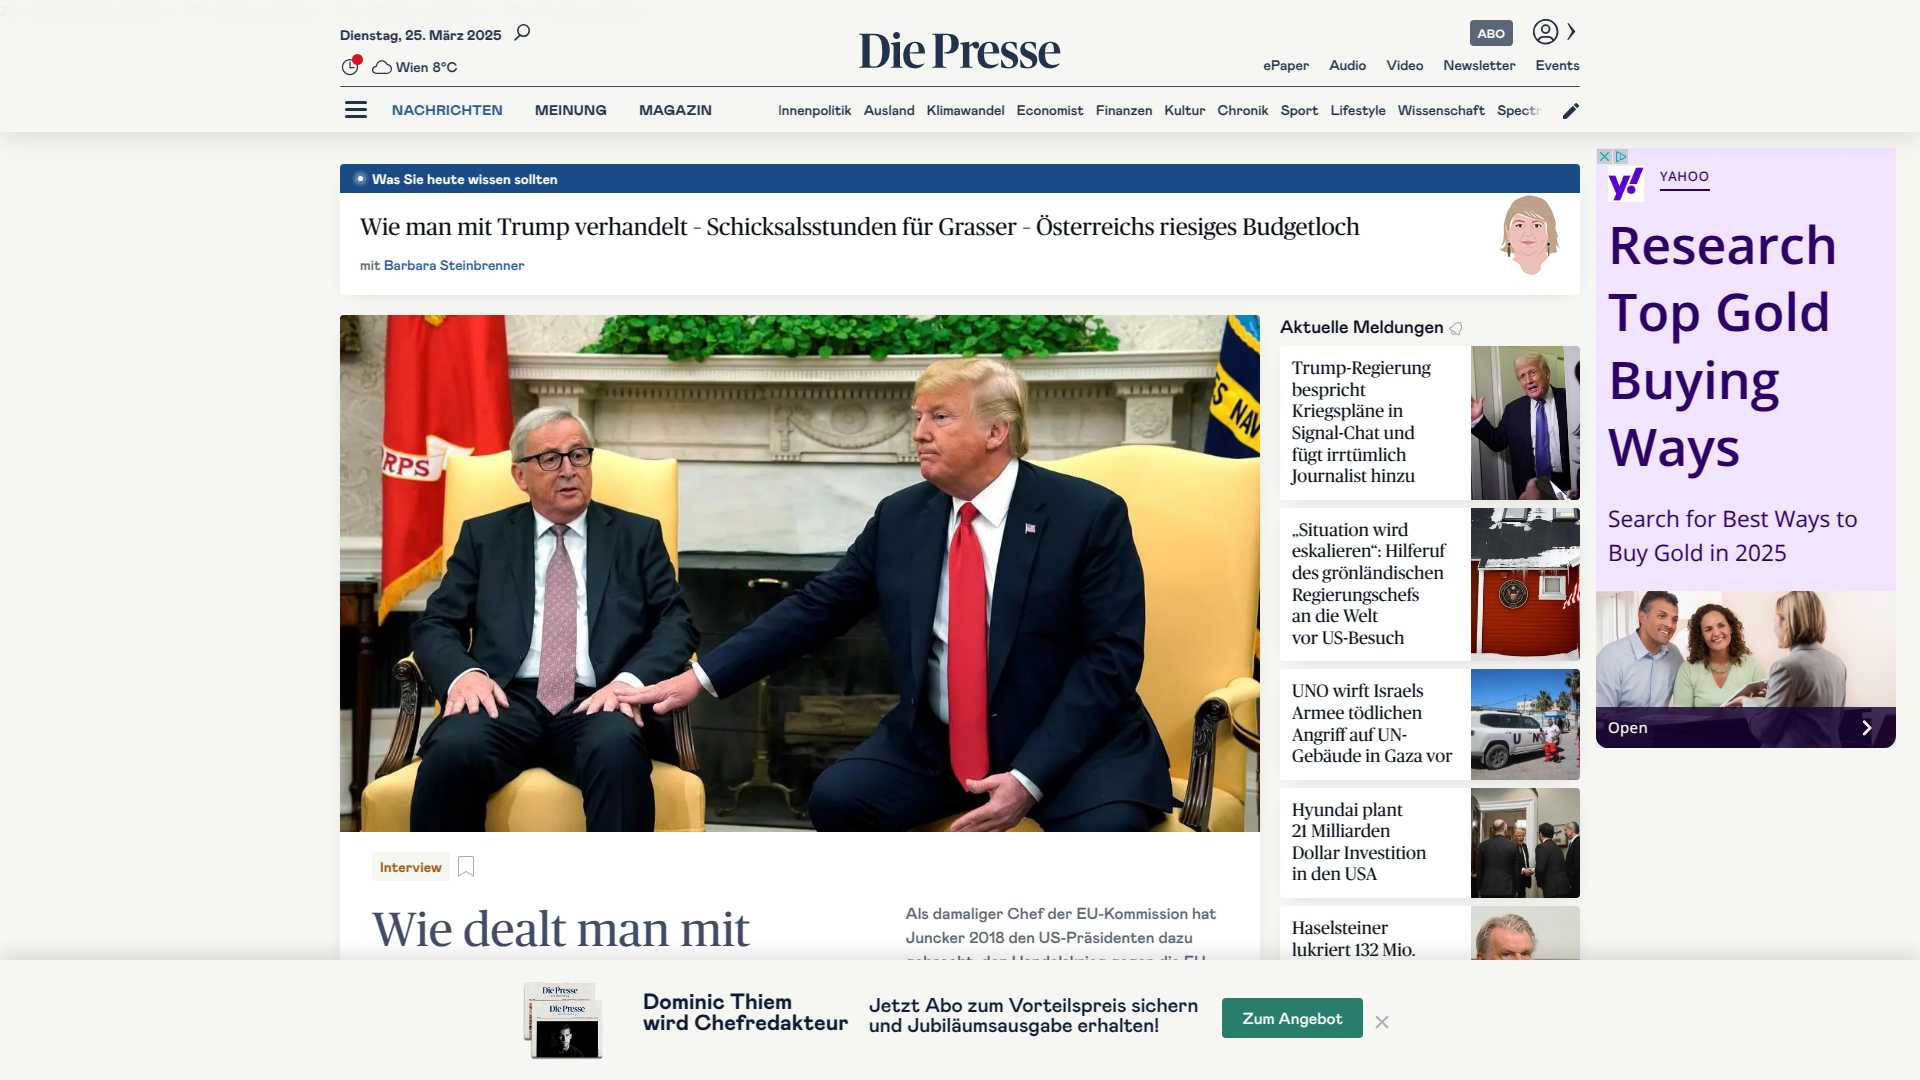 Dienstag, 25. März 2025
Die Presse
ABO
Wien 8°C
ePaper Audio Video Newsletter Events
NACHRICHTEN MEINUNG MAGAZIN
Innenpolitik Ausland Klimawandel Economist Finanzen Kultur Chronik Sport Lifestyle Wissenschaft
Was Sie heute wissen sollten
Wie man mit Trump verhandelt – Schicksalsstunden für Grasser – Österreichs riesiges Budgetloch
mit Barbara Steinbrenner
RPS
S NAV
Interview
Wie dealt man mit
Als damaliger Chef der EU-Kommission hat
Juncker 2018 den US-Präsidenten dazu
Aktuelle Meldungen
Trump-Regierung
bespricht
Kriegspläne in
Signal-Chat und
fügt irrtümlich
Journalist hinzu
„Situation wird
eskalieren“: Hilferuf
des grönländischen
Regierungschefs
an die Welt
vor US-Besuch
UNO wirft Israels
Armee tödlichen
Angriff auf UN-
Gebäude in Gaza vor
UN
Hyundai plant
21 Milliarden
Dollar Investition
in den USA
Haselsteiner
lukriert 132 Mio.
y!
YAHOO
Research
Top Gold
Buying
Ways
Search for Best Ways to
Buy Gold in 2025
Open
Die Presse
Die Presse
Dominic Thiem
wird Chefredakteur
Jetzt Abo zum Vorteilspreis sichern
und Jubiläumsausgabe erhalten!
Zum Angebot